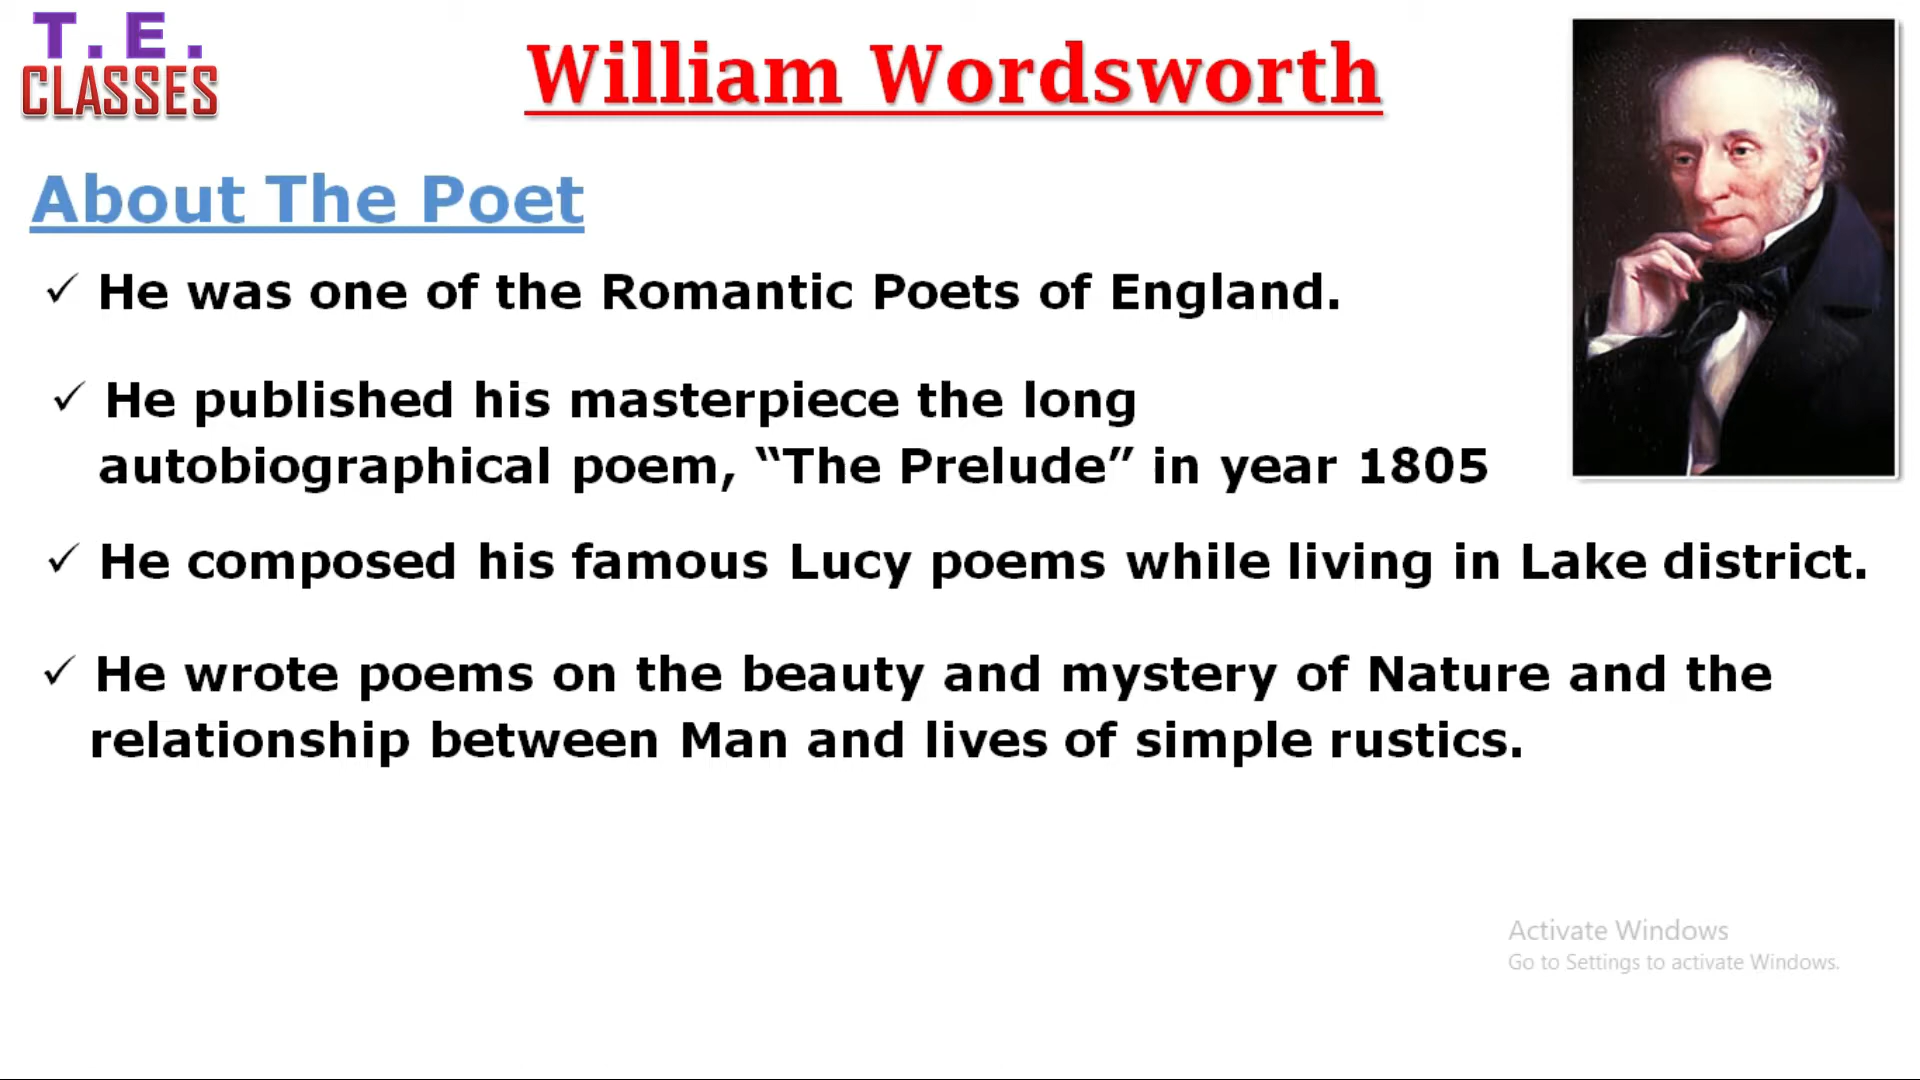 T.E.
CLASSES
William Wordsworth
About The Poet
✓ He was one of the Romantic Poets of England.
✓ He published his masterpiece the long
autobiographical poem, “The Prelude” in year 1805
✓ He composed his famous Lucy poems while living in Lake district.
✓ He wrote poems on the beauty and mystery of Nature and the
relationship between Man and lives of simple rustics.
Activate Windows
Go to Settings to activate Windows.